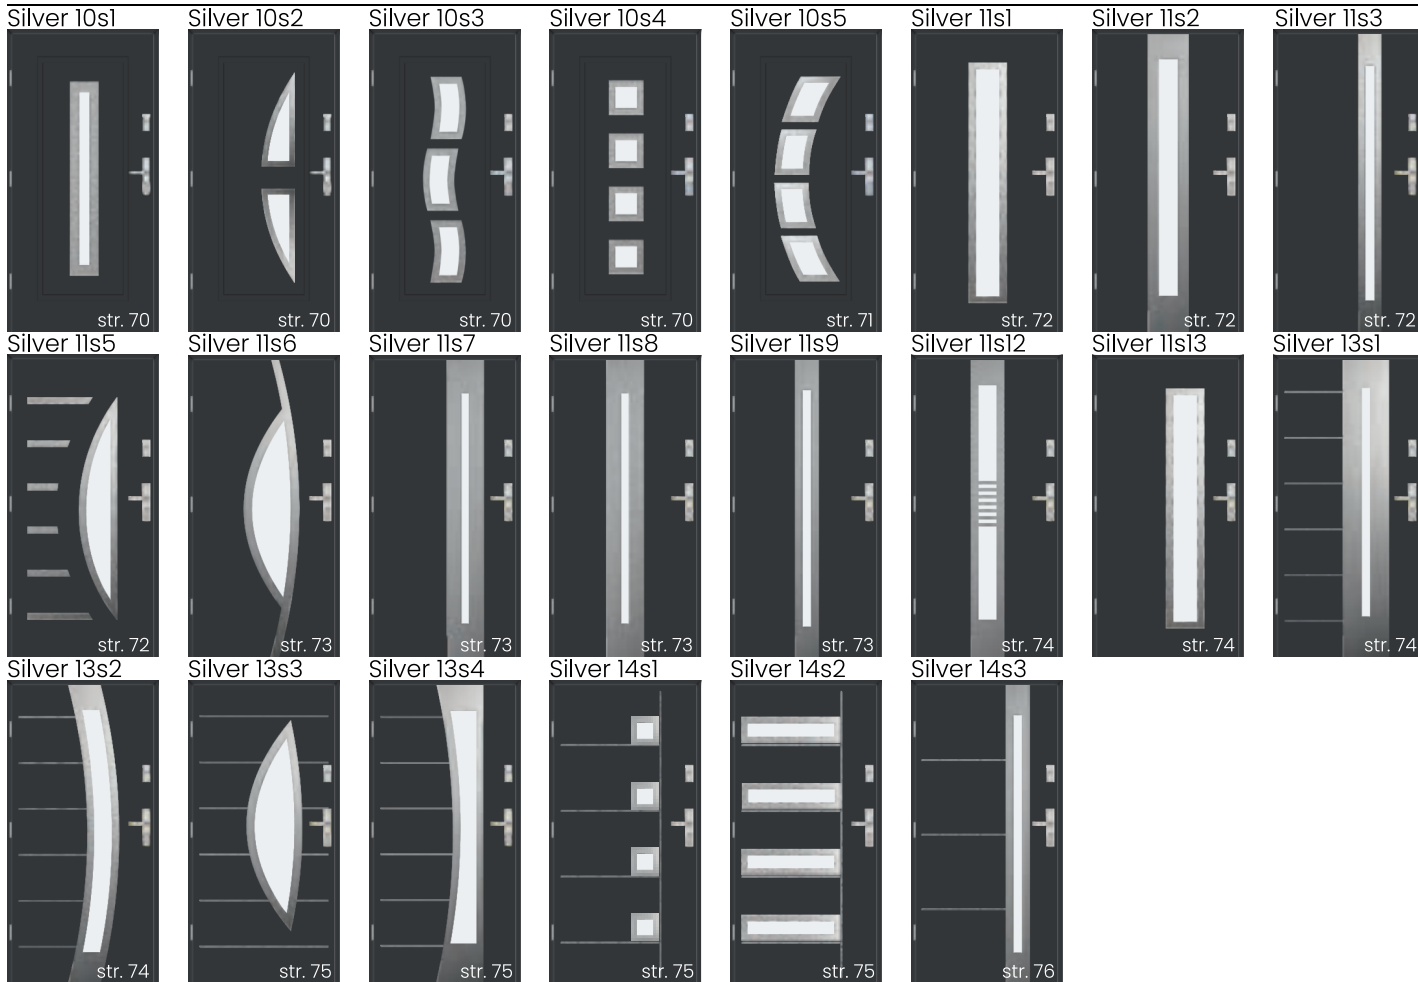 Silver 10s1 Silver 10s2 Silver 10s3 Silver 10s4 Silver 10s5 Silver 11s1 Silver 11s2 Silver 11s3
str. 70 str. 70 str. 70 str. 70 str. 71 str. 72 str. 72 str. 72
Silver 11s5 Silver 11s6 Silver 11s7 Silver 11s8 Silver 11s9 Silver 11s12 Silver 11s13 Silver 13s1
str. 72 str. 73 str. 73 str. 73 str. 73 str. 74 str. 74 str. 74
Silver 13s2 Silver 13s3 Silver 13s4 Silver 14s1 Silver 14s2 Silver 14s3
str. 74 str. 75 str. 75 str. 75 str. 75 str. 76